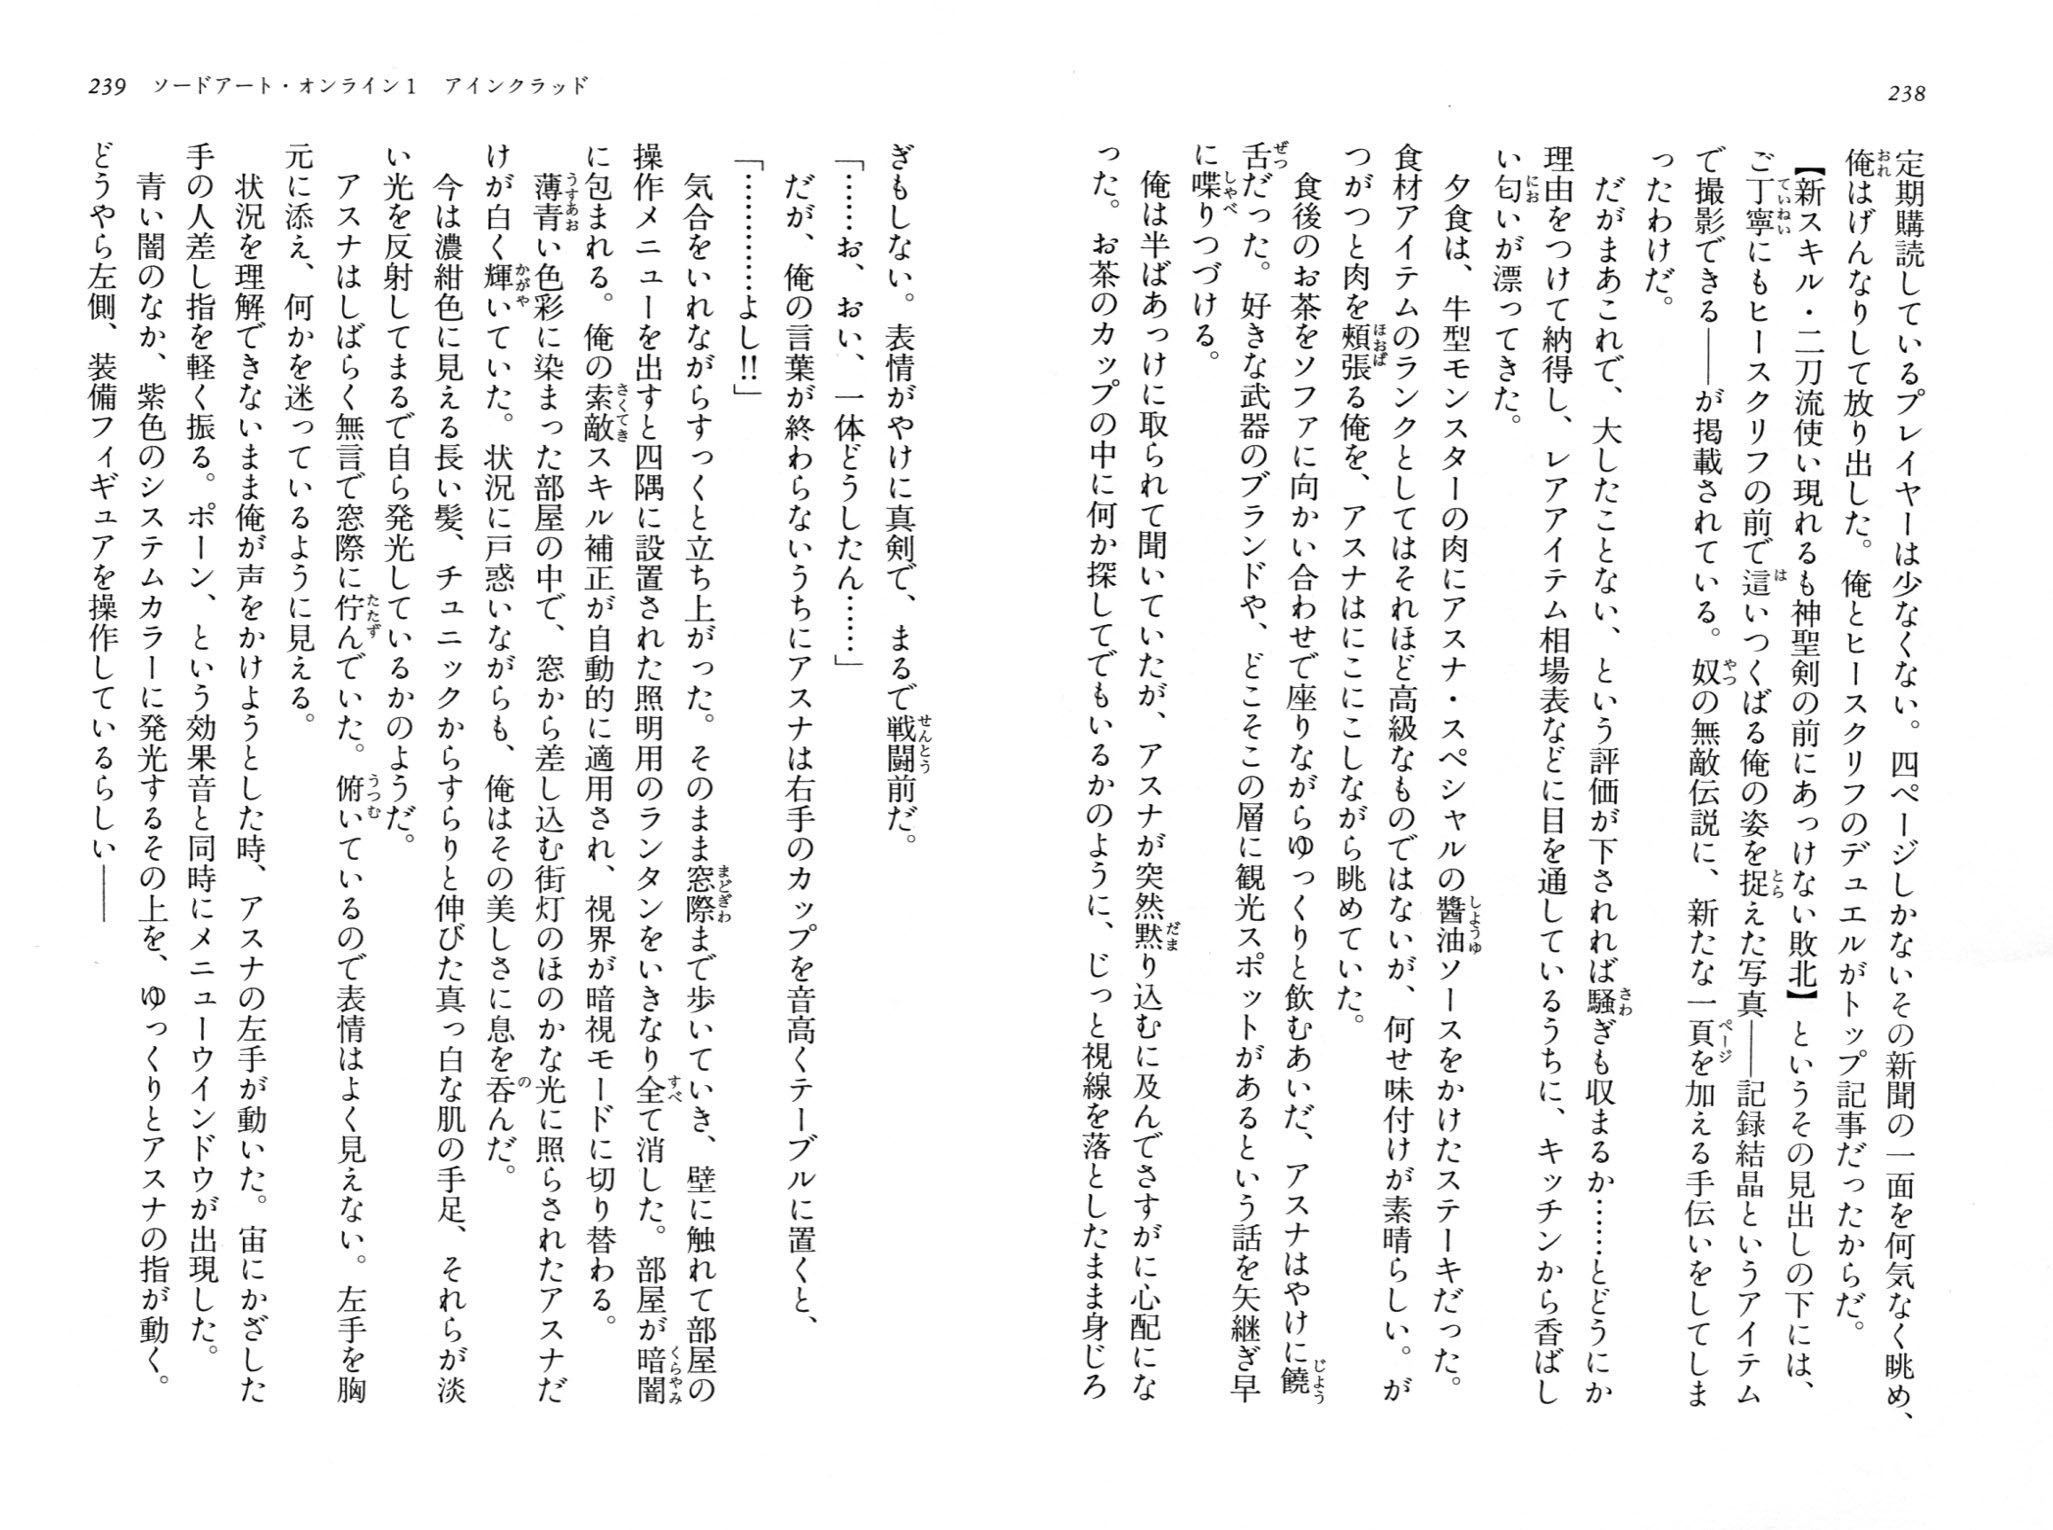 238
定期購読しているプレイヤーは少なくない。四ページしかないその新聞の一面を何気なく眺め、
俺はげんなりして放り出した。俺とヒースクリフのデュエルがトップ記事だったからだ。
【新スキル・二刀流使い現れるも神聖剣の前にあっけない敗北】というその見出しの下には、
ご丁寧にもヒースクリフの前で這いつくばる俺の姿を捉えた写真――記録結晶というアイテム
で撮影できる――が掲載されている。奴の無敵伝説に、新たな一頁を加える手伝いをしてしま
ったわけだ。
だがまあこれで、大したことない、という評価が下されれば騒ぎも収まるか……とどうにか
理由をつけて納得し、レアアイテム相場表などに目を通しているうちに、キッチンから香ばし
い匂いが漂ってきた。
夕食は、牛型モンスターの肉にアスナ・スペシャルの醬油ソースをかけたステーキだった。
食材アイテムのランクとしてはそれほど高級なものではないが、何せ味付けが素晴らしい。が
つがつと肉を頰張る俺を、アスナはにこにこしながら眺めていた。
食後のお茶をソファに向かい合わせで座りながらゆっくりと飲むあいだ、アスナはやけに饒
舌だった。好きな武器のブランドや、どこそこの層に観光スポットがあるという話を矢継ぎ早
に喋りつづける。
俺は半ばあっけに取られて聞いていたが、アスナが突然黙り込むに及んでさすがに心配にな
った。お茶のカップの中に何か探してでもいるかのように、じっと視線を落としたまま身じろ
239 ソードアート・オンライン1 アインクラッド
ぎもしない。表情がやけに真剣で、まるで戦闘前だ。
「……お、おい、一体どうしたん……」
だが、俺の言葉が終わらないうちにアスナは右手のカップを音高くテーブルに置くと、
「…………よし!!」
気合をいれながらすっくと立ち上がった。そのまま窓際まで歩いていき、壁に触れて部屋の
操作メニューを出すと四隅に設置された照明用のランタンをいきなり全て消した。部屋が暗闇
に包まれる。俺の索敵スキル補正が自動的に適用され、視界が暗視モードに切り替わる。
薄青い色彩に染まった部屋の中で、窓から差し込む街灯のほのかな光に照らされたアスナだ
けが白く輝いていた。状況に戸惑いながらも、俺はその美しさに息を吞んだ。
今は濃紺色に見える長い髪、チュニックからすらりと伸びた真っ白な肌の手足、それらが淡
い光を反射してまるで自ら発光しているかのようだ。
アスナはしばらく無言で窓際に佇んでいた。俯いているので表情はよく見えない。左手を胸
元に添え、何かを迷っているように見える。
状況を理解できないまま俺が声をかけようとした時、アスナの左手が動いた。宙にかざした
手の人差し指を軽く振る。ポーン、という効果音と同時にメニューウインドウが出現した。
青い闇のなか、紫色のシステムカラーに発光するその上を、ゆっくりとアスナの指が動く。
どうやら左側、装備フィギュアを操作しているらしい――